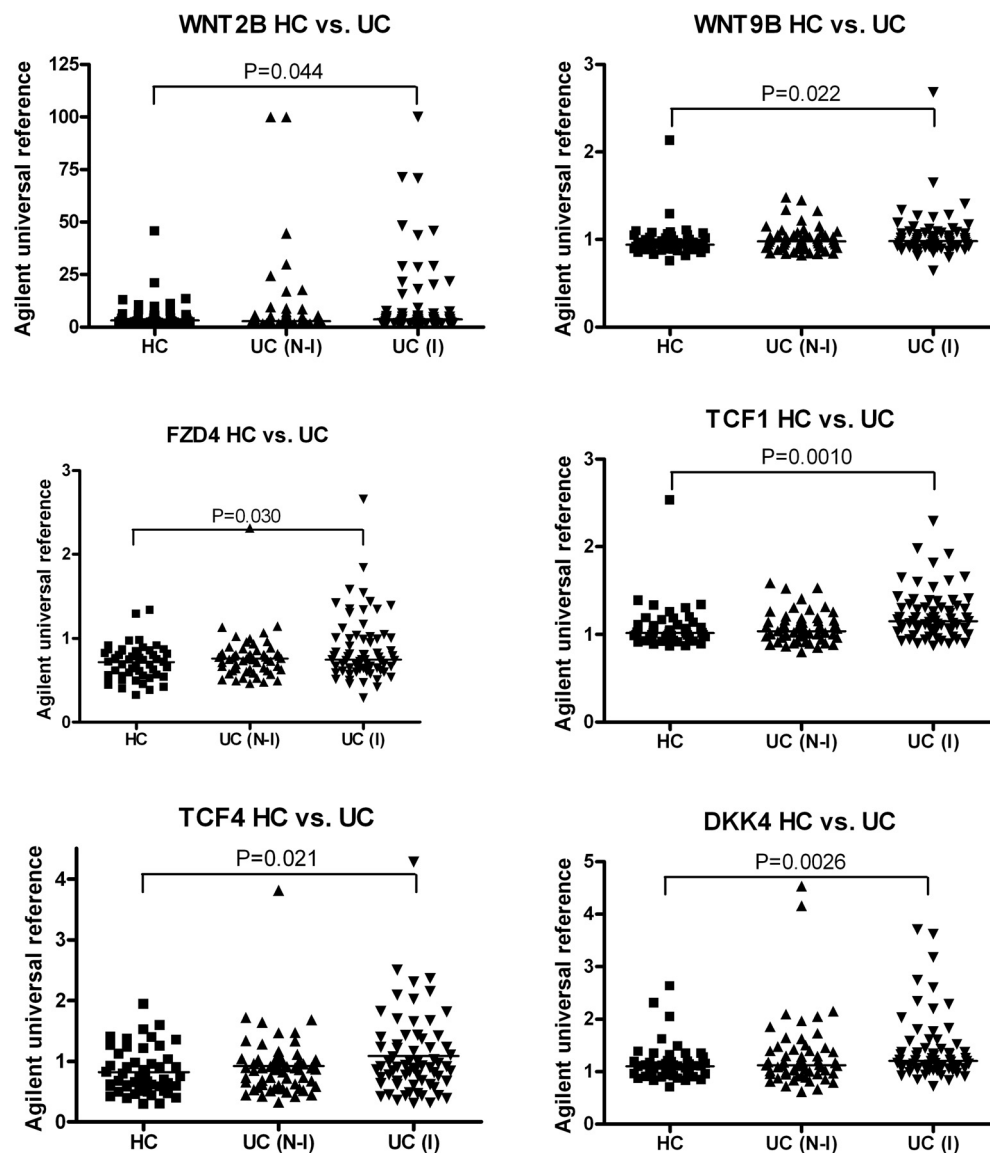 WNT2B HC vs. UC
Agilent universal reference
125
100
75
50
25
0
P=0.044
HC
UC (N-I)
UC (I)
WNT9B HC vs. UC
Agilent universal reference
3
2
1
0
P=0.022
HC
UC (N-I)
UC (I)
FZD4 HC vs. UC
Agilent universal reference
3
2
1
0
P=0.030
HC
UC (N-I)
UC (I)
TCF1 HC vs. UC
Agilent universal reference
3
2
1
0
P=0.0010
HC
UC (N-I)
UC (I)
TCF4 HC vs. UC
Agilent universal reference
4
3
2
1
0
P=0.021
HC
UC (N-I)
UC (I)
DKK4 HC vs. UC
Agilent universal reference
5
4
3
2
1
0
P=0.0026
HC
UC (N-I)
UC (I)